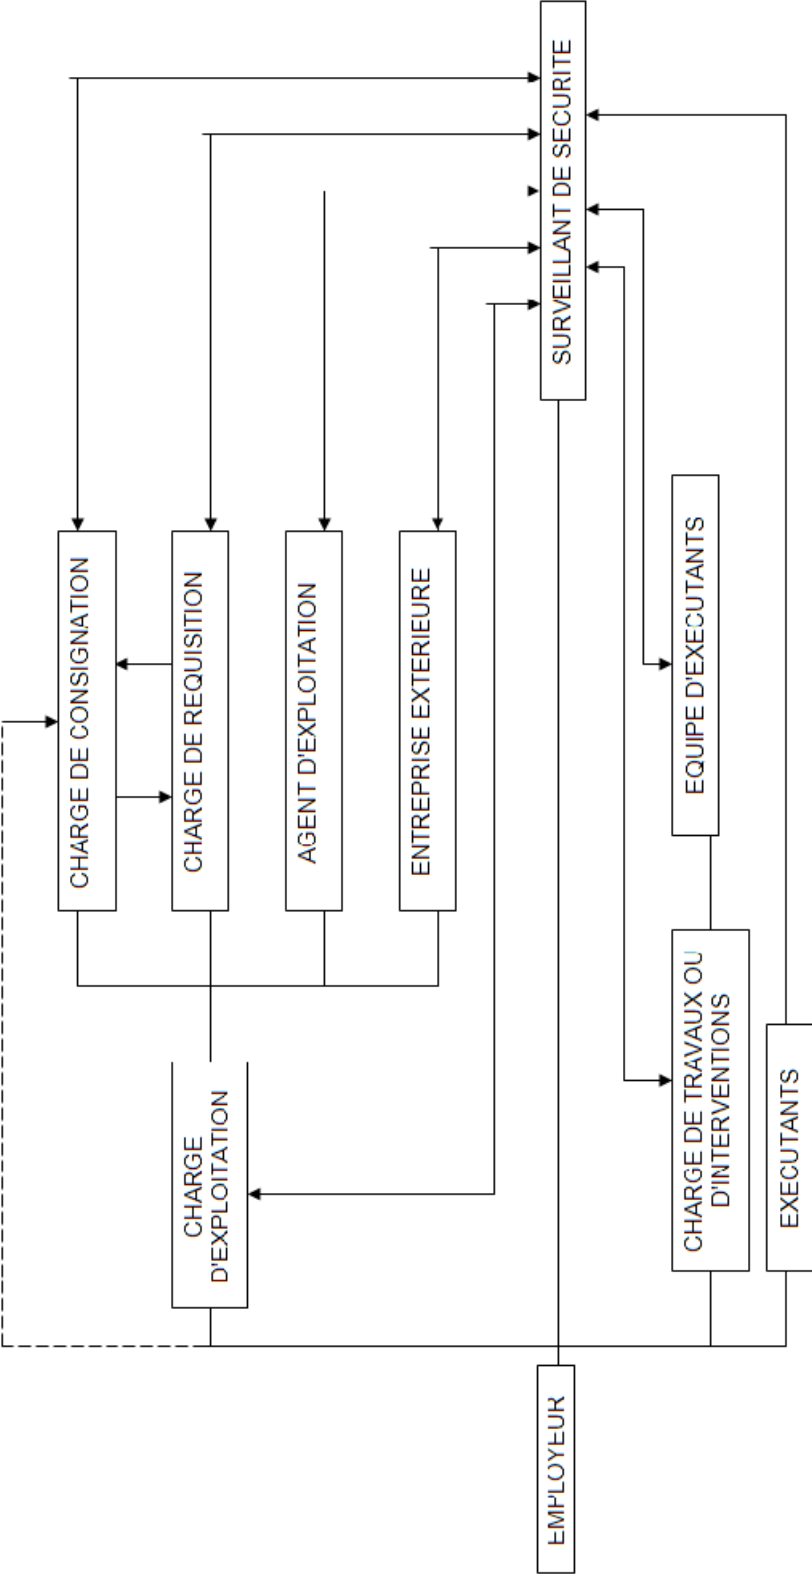 EMPLOYEUR
CHARGE
D'EXPLOITATION
CHARGE DE TRAVAUX OU
D'INTERVENTIONS
EXECUTANTS
CHARGE DE CONSIGNATION
CHARGE DE REQUISITION
AGENT D'EXPLOITATION
ENTREPRISE EXTERIEURE
EQUIPE D'EXECUTANTS
SURVEILLANT DE SECURITE